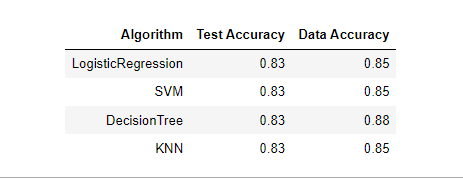 Algorithm Test Accuracy Data Accuracy
LogisticRegression 0.83 0.85
SVM 0.83 0.85
DecisionTree 0.83 0.88
KNN 0.83 0.85